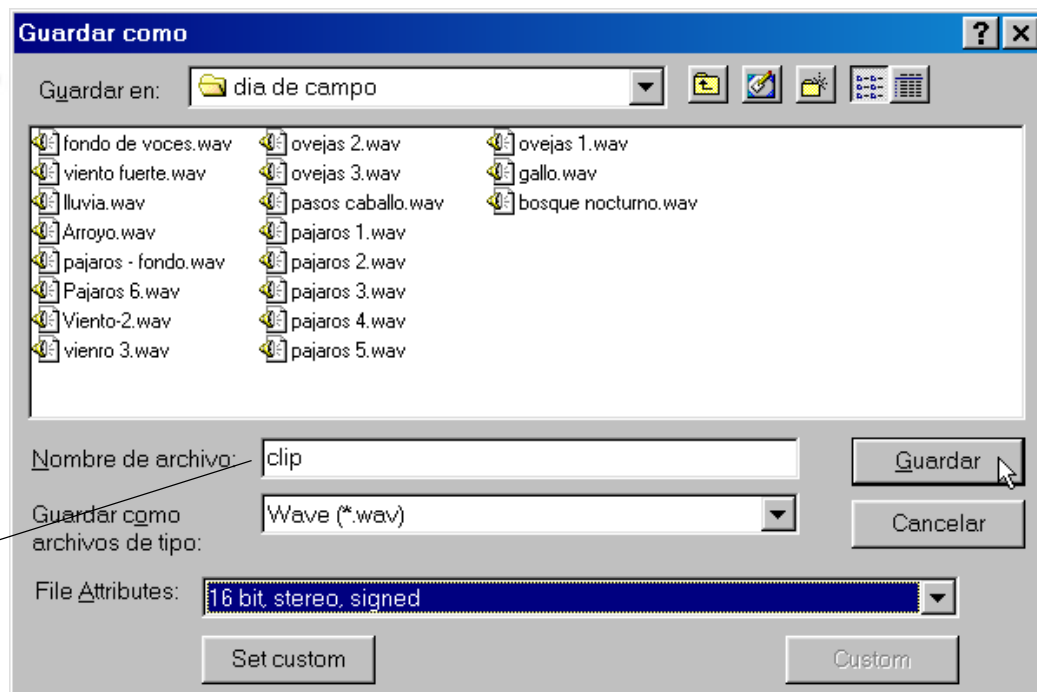 Guardar como
Guardar en: dia de campo
fondo de voces.wav
viento fuerte.wav
lluvia.wav
Arroyo.wav
pajaros - fondo.wav
Pajaros 6.wav
Viento-2.wav
vienro 3.wav
ovejas 2.wav
ovejas 3.wav
pasos caballo.wav
pajaros 1.wav
pajaros 2.wav
pajaros 3.wav
pajaros 4.wav
pajaros 5.wav
ovejas 1.wav
gallo.wav
bosque nocturno.wav
Nombre de archivo: clip
Guardar
Guardar como
archivos de tipo:
Wave (*.wav)
Cancelar
File Attributes: 16 bit, stereo, signed
Set custom
Custom